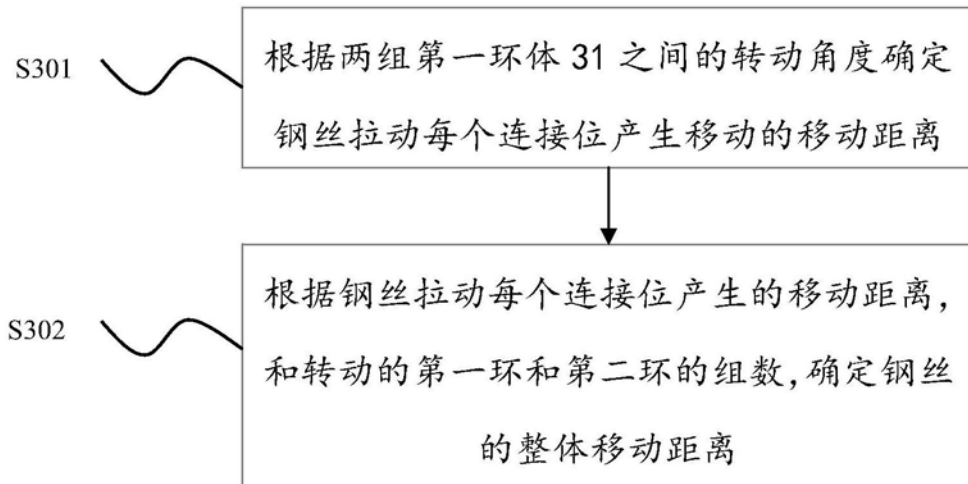 S301
根据两组第一环体 31 之间的转动角度确定
钢丝拉动每个连接位产生移动的移动距离
S302
根据钢丝拉动每个连接位产生的移动距离，
和转动的第一环和第二环的组数，确定钢丝
的整体移动距离